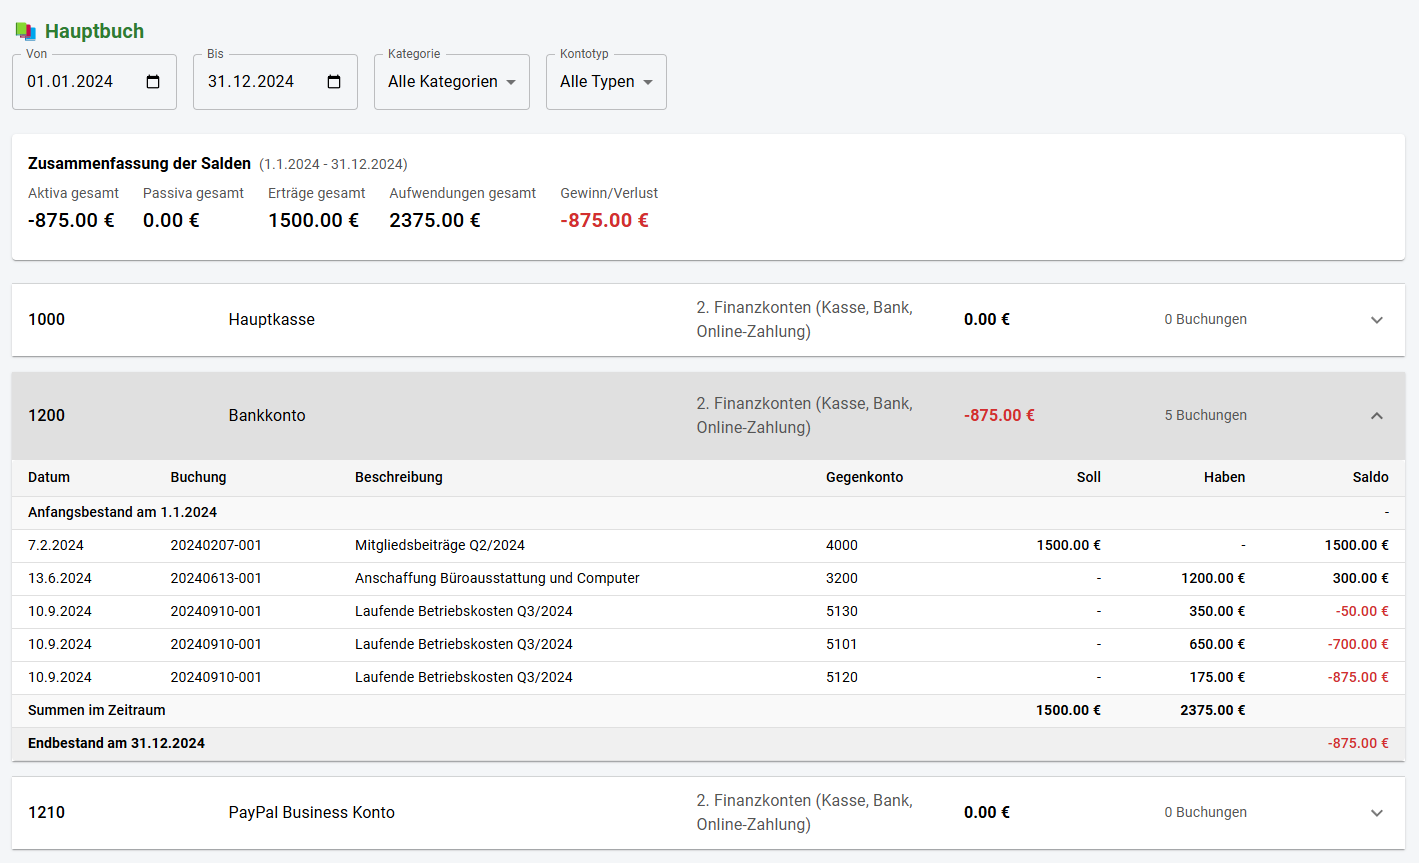 Hauptbuch
Von Bis Kategorie Kontotyp
01.01.2024 31.12.2024 Alle Kategorien Alle Typen
Zusammenfassung der Salden (1.1.2024 - 31.12.2024)
Aktiva gesamt Passiva gesamt Erträge gesamt Aufwendungen gesamt Gewinn/Verlust
-875.00 € 0.00 € 1500.00 € 2375.00 € -875.00 €
1000 Hauptkasse 2. Finanzkonten (Kasse, Bank, 0.00 € 0 Buchungen
Online-Zahlung)
1200 Bankkonto 2. Finanzkonten (Kasse, Bank, -875.00 € 5 Buchungen
Online-Zahlung)
Datum Buchung Beschreibung Gegenkonto Soll Haben Saldo
Anfangsbestand am 1.1.2024 -
7.2.2024 20240207-001 Mitgliedsbeiträge Q2/2024 4000 1500.00 € - 1500.00 €
13.6.2024 20240613-001 Anschaffung Büroausstattung und Computer 3200 - 1200.00 € 300.00 €
10.9.2024 20240910-001 Laufende Betriebskosten Q3/2024 5130 - 350.00 € -50.00 €
10.9.2024 20240910-001 Laufende Betriebskosten Q3/2024 5101 - 650.00 € -700.00 €
10.9.2024 20240910-001 Laufende Betriebskosten Q3/2024 5120 - 175.00 € -875.00 €
Summen im Zeitraum 1500.00 € 2375.00 €
Endbestand am 31.12.2024 -875.00 €
1210 PayPal Business Konto 2. Finanzkonten (Kasse, Bank, 0.00 € 0 Buchungen
Online-Zahlung)